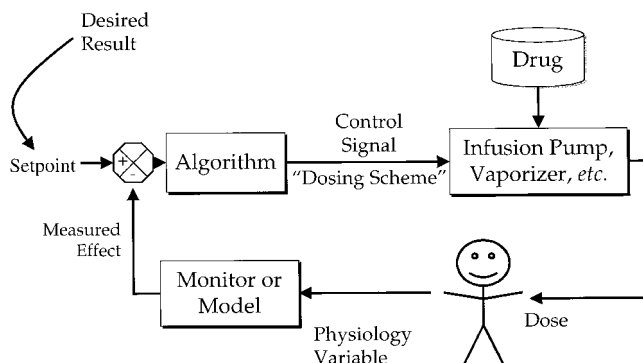 Desired
Result
Drug
Setpoint
+
-
Algorithm
Control
Signal
"Dosing Scheme"
Infusion Pump,
Vaporizer, etc.
Measured
Effect
Monitor or
Model
Physiology
Variable
Dose